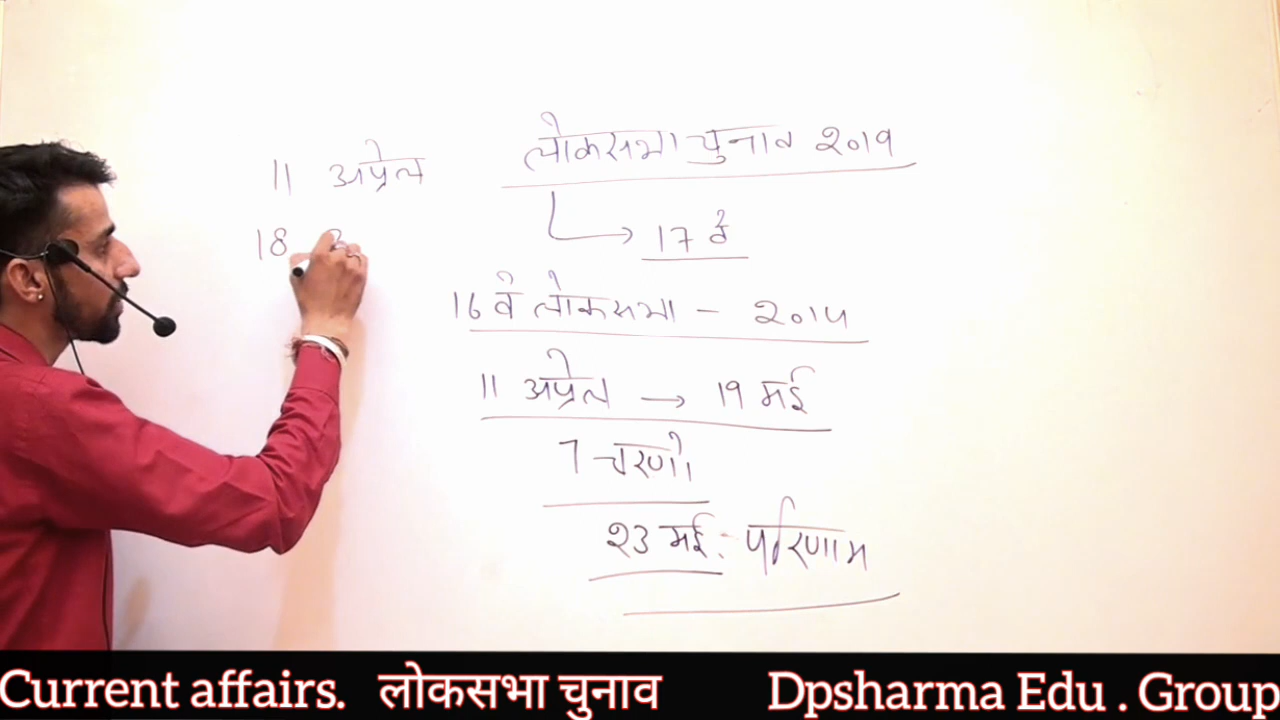 लोकसभा चुनाव 2019
17 वें
16 वें लोकसभा - 2014
11 अप्रैल → 19 मई
7 चरणों
23 मई : परिणाम
11 अप्रैल
18
Current affairs. लोकसभा चुनाव Dpsharma Edu . Group